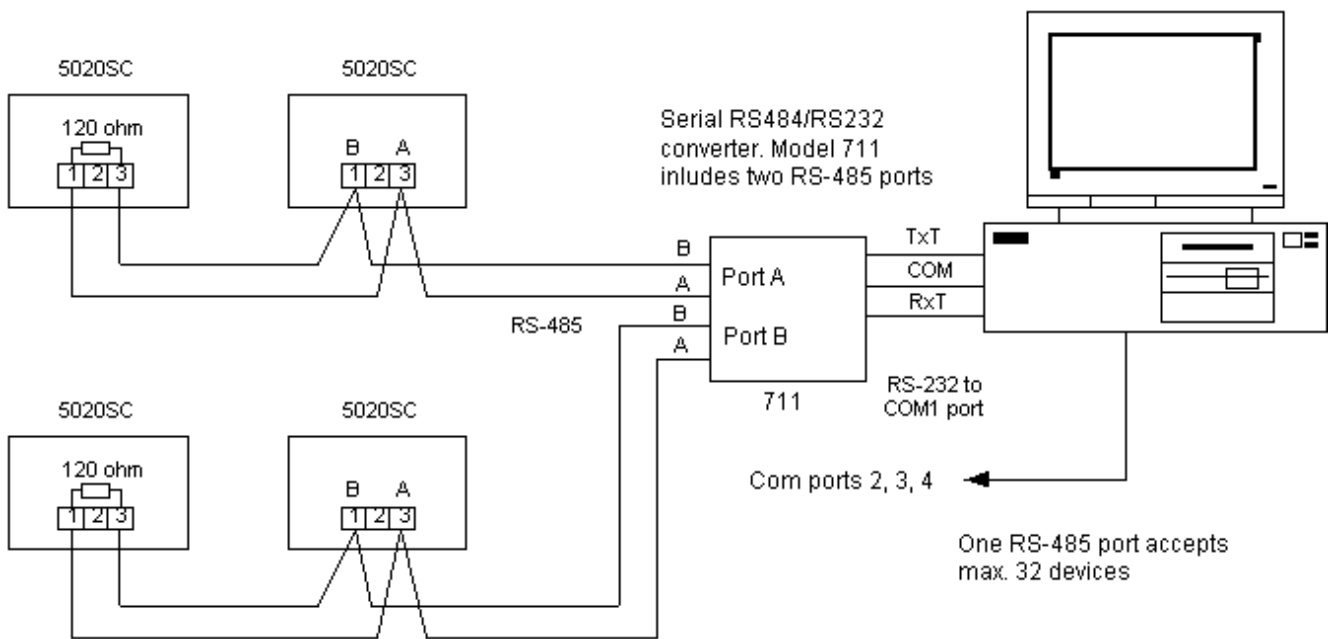 5020SC
5020SC
120 ohm
1 2 3
B A
1 2 3
Serial RS484/RS232
converter. Model 711
inludes two RS-485 ports
B
A
Port A
B
A
Port B
711
RS-485
TxT
COM
RxT
RS-232 to
COM1 port
Com ports 2, 3, 4
One RS-485 port accepts
max. 32 devices
5020SC
5020SC
120 ohm
1 2 3
B A
1 2 3